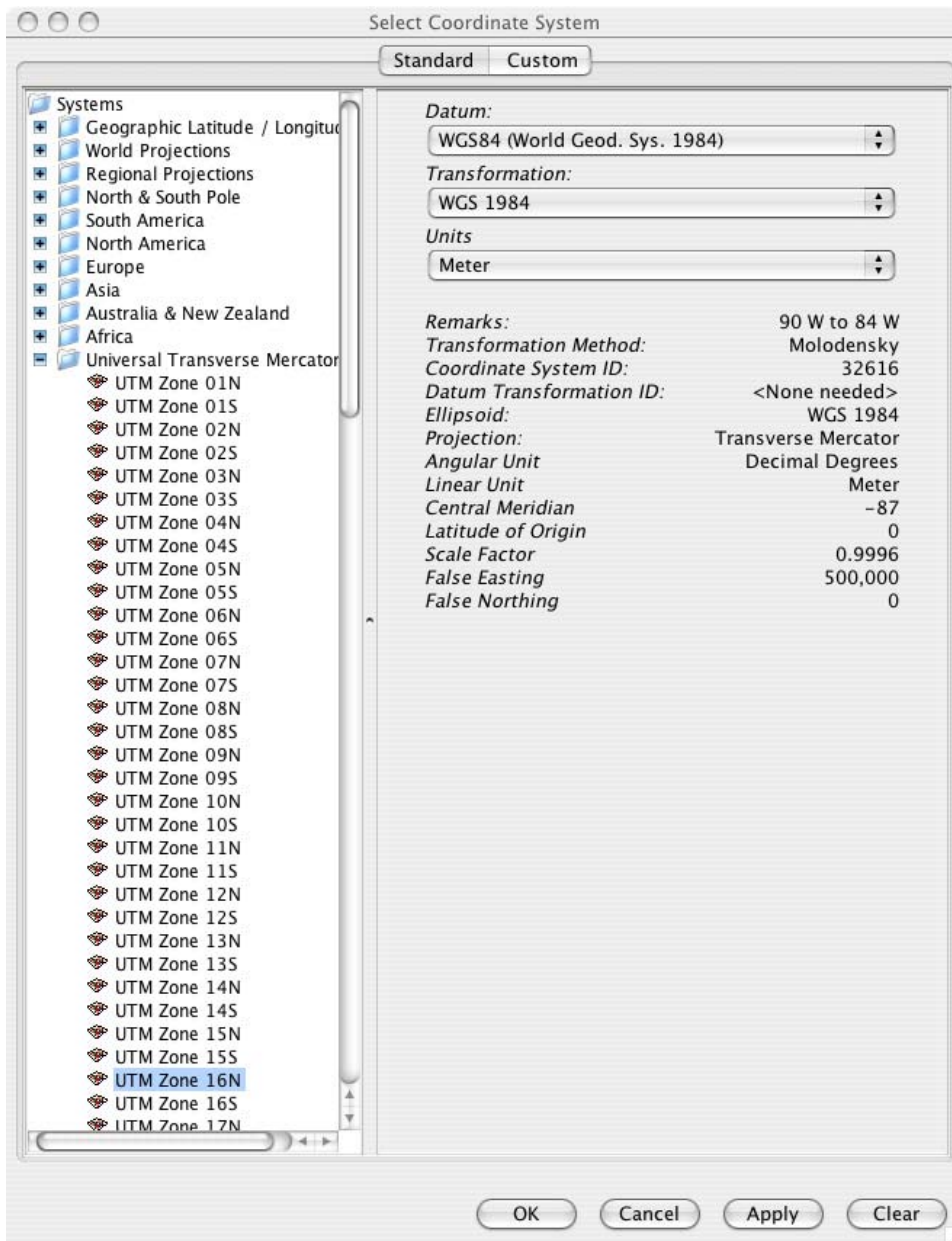 Select Coordinate System
Standard
Custom
Systems
Geographic Latitude / Longitud
World Projections
Regional Projections
North & South Pole
South America
North America
Europe
Asia
Australia & New Zealand
Africa
Universal Transverse Mercator
UTM Zone 01N
UTM Zone 01S
UTM Zone 02N
UTM Zone 02S
UTM Zone 03N
UTM Zone 03S
UTM Zone 04N
UTM Zone 04S
UTM Zone 05N
UTM Zone 05S
UTM Zone 06N
UTM Zone 06S
UTM Zone 07N
UTM Zone 07S
UTM Zone 08N
UTM Zone 08S
UTM Zone 09N
UTM Zone 09S
UTM Zone 10N
UTM Zone 10S
UTM Zone 11N
UTM Zone 11S
UTM Zone 12N
UTM Zone 12S
UTM Zone 13N
UTM Zone 13S
UTM Zone 14N
UTM Zone 14S
UTM Zone 15N
UTM Zone 15S
UTM Zone 16N
UTM Zone 16S
UTM Zone 17N
Datum:
WGS84 (World Geod. Sys. 1984)
Transformation:
WGS 1984
Units
Meter
Remarks: 90 W to 84 W
Transformation Method: Molodensky
Coordinate System ID: 32616
Datum Transformation ID: <None needed>
Ellipsoid: WGS 1984
Projection: Transverse Mercator
Angular Unit Decimal Degrees
Linear Unit Meter
Central Meridian -87
Latitude of Origin 0
Scale Factor 0.9996
False Easting 500,000
False Northing 0
OK
Cancel
Apply
Clear